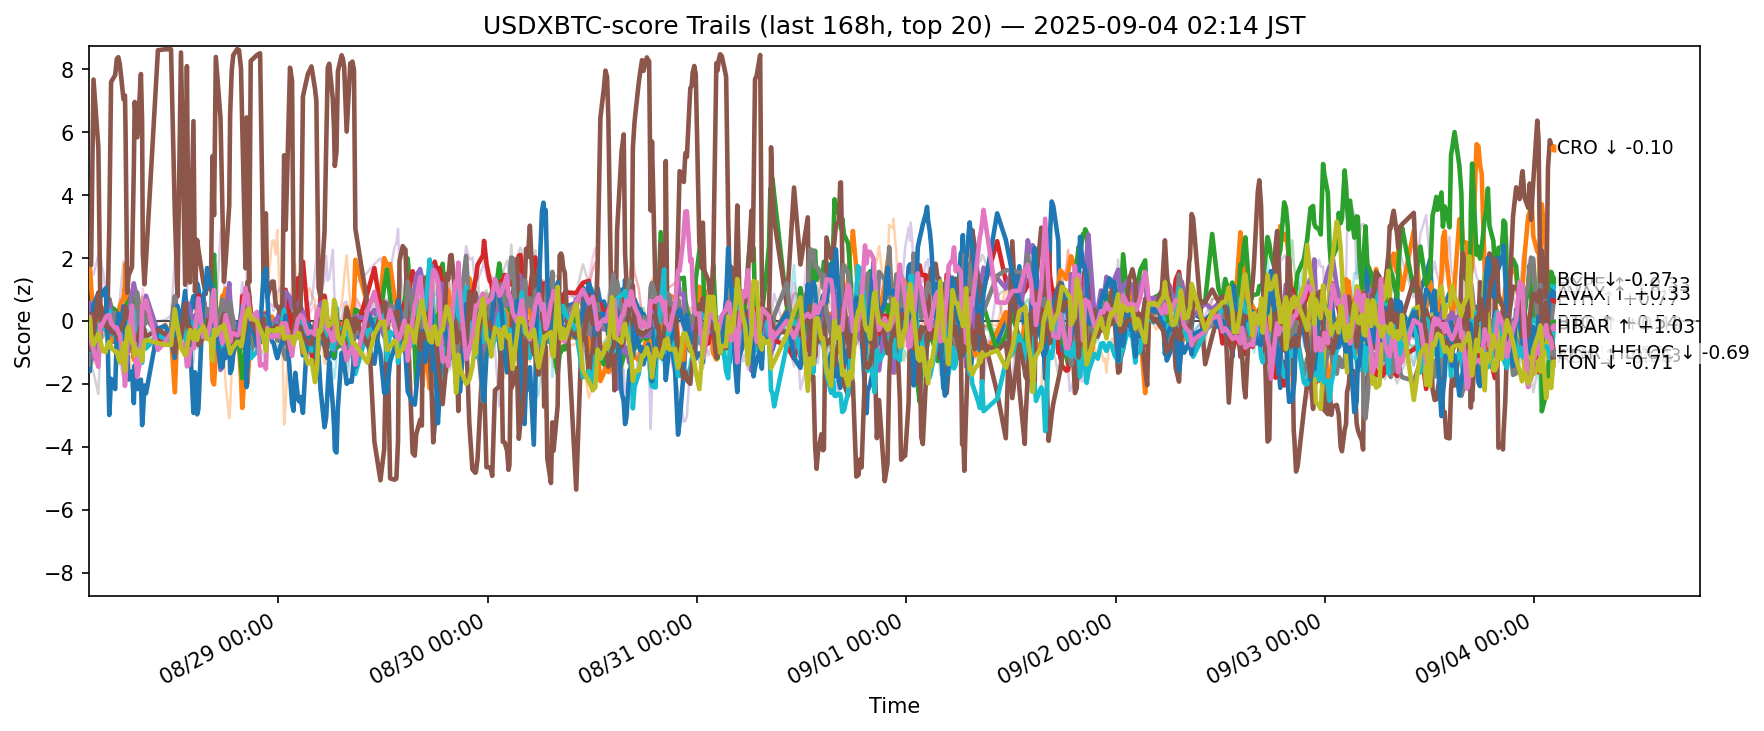 USDXBTC-score Trails (last 168h, top 20) — 2025-09-04 02:14 JST
Score (z)
8
6
4
2
0
−2
−4
−6
−8
CRO ↓ -0.10
BCH ↓ -0.27
AVAX ↑ +0.33
HBAR ↑ +1.03
FIGR_HELOC ↓ -0.69
TON ↓ -0.71
08/29 00:00
08/30 00:00
08/31 00:00
09/01 00:00
09/02 00:00
09/03 00:00
09/04 00:00
Time